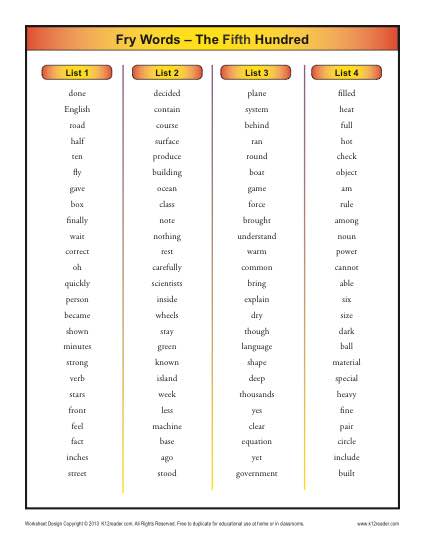 Fry Words – The Fifth Hundred
List 1 List 2 List 3 List 4
done decided plane filled
English contain system heat
road course behind full
half surface ran hot
ten produce round check
fly building boat object
gave ocean game am
box class force rule
finally note brought among
wait nothing understand noun
correct rest warm power
oh carefully common cannot
quickly scientists bring able
person inside explain six
became wheels dry size
shown stay though dark
minutes green language ball
strong known shape material
verb island deep special
stars week thousands heavy
front less yes fine
feel machine clear pair
fact base equation circle
inches ago yet include
street stood government built
Worksheet Design Copyright © 2013 K12reader.com. All Rights Reserved. Free to duplicate for educational use at home or in classrooms. www.k12reader.com